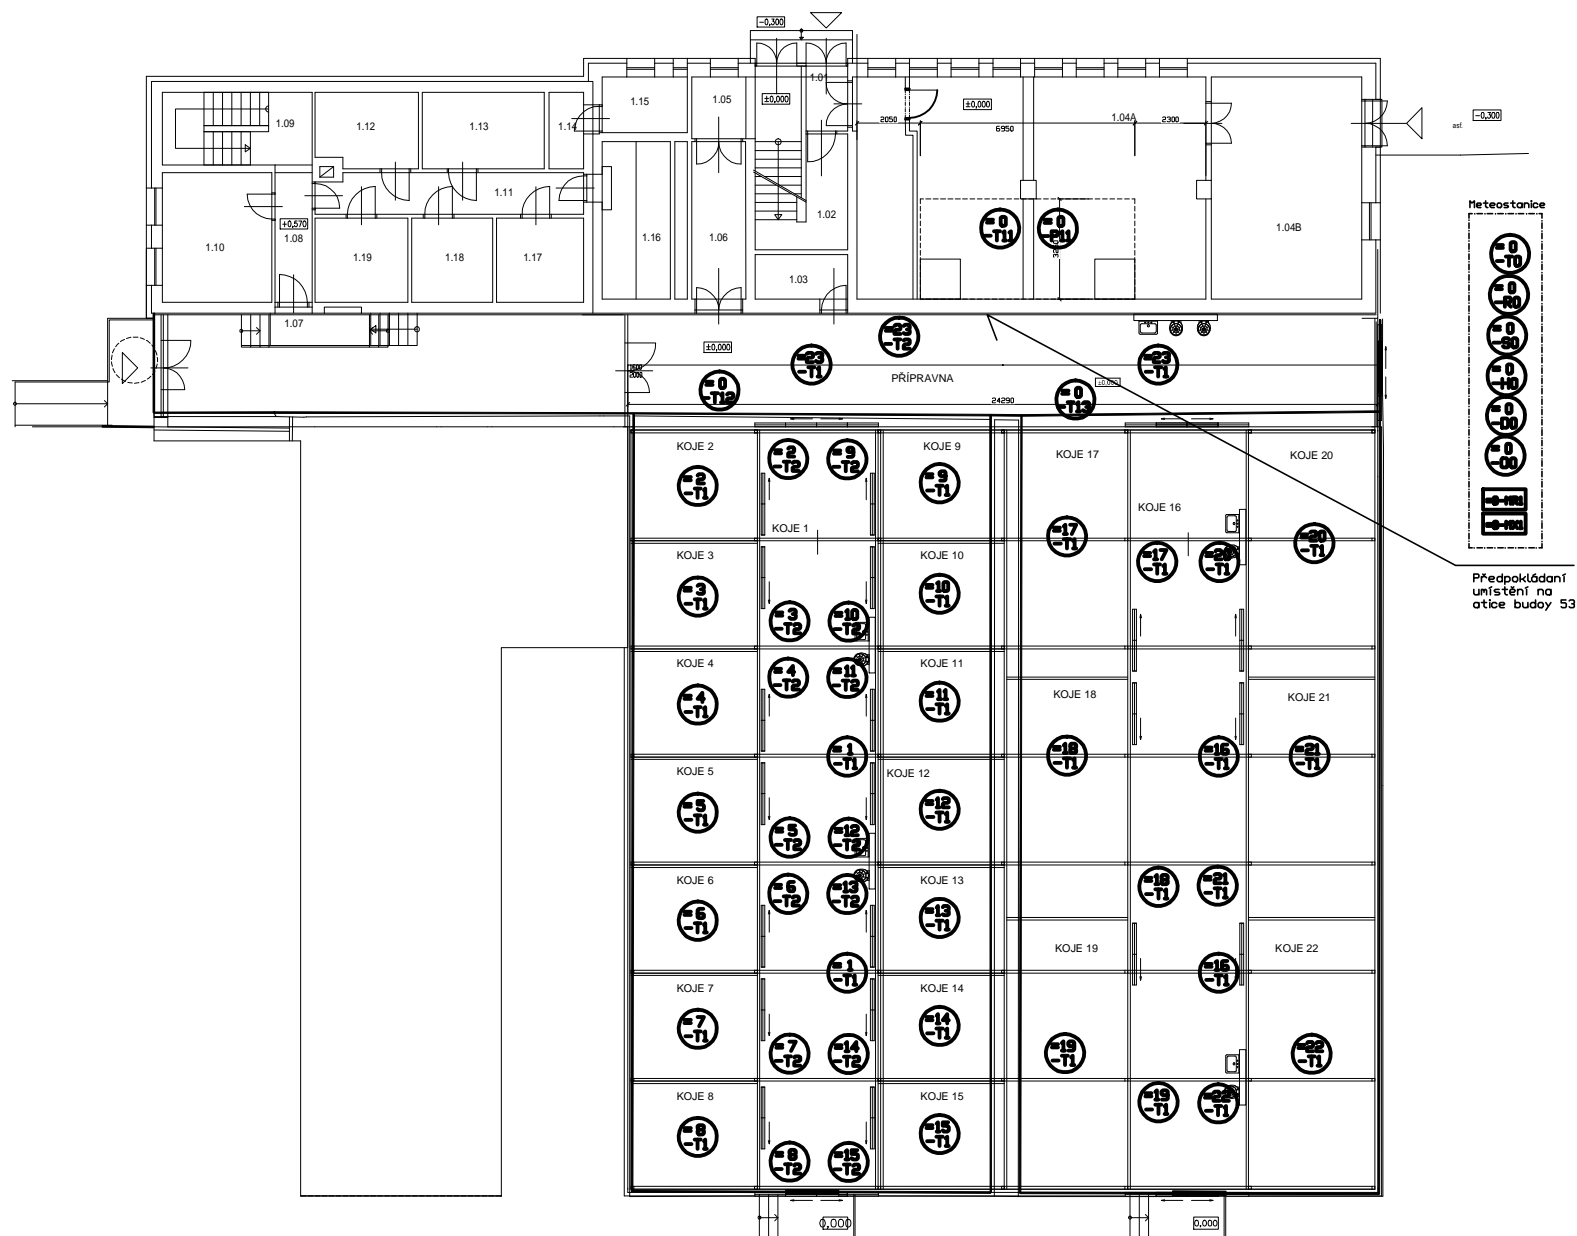 -0,300
1.01
1.15
1.05
±0,000
±0,000
1.04A
2050
6950
2300
-0,300
asf.
1.09
1.12
1.13
1.14
1.11
1.02
1.16
1.06
1.04B
1.10
+0,570
1.08
1.19
1.18
1.17
1.03
= 0
-T11
= 0
-P11
1.07
Meteostanice
= 0
-T0
= 0
-R0
= 0
-S0
= 0
-H0
= 0
-D0
= 0
-O0
Předpokládaní
umístění na
atice budoy 53
±0,000
=23
-T2
=23
-T1
=23
-T1
PŘÍPRAVNA
= 0
-T12
= 0
-T13
±0,000
24290
KOJE 2
= 2
-T1
= 2
-T2
= 9
-T2
KOJE 9
= 9
-T1
KOJE 17
KOJE 20
KOJE 1
KOJE 16
=17
-T1
=20
-T1
KOJE 3
= 3
-T1
KOJE 10
=10
-T1
=17
-T1
=20
-T1
= 3
-T2
=10
-T2
KOJE 4
= 4
-T1
= 4
-T2
=11
-T2
KOJE 11
=11
-T1
KOJE 18
KOJE 21
= 1
-T1
=18
-T1
=16
-T1
=21
-T1
KOJE 5
= 5
-T1
KOJE 12
=12
-T1
= 5
-T2
=12
-T2
KOJE 6
= 6
-T1
= 6
-T2
=13
-T2
KOJE 13
=13
-T1
=18
-T1
=21
-T1
KOJE 19
KOJE 22
= 1
-T1
=16
-T1
KOJE 7
= 7
-T1
KOJE 14
=14
-T1
= 7
-T2
=14
-T2
=19
-T1
=22
-T1
KOJE 8
= 8
-T1
KOJE 15
=15
-T1
=19
-T1
=22
-T1
= 8
-T2
=15
-T2
0,000
0,000